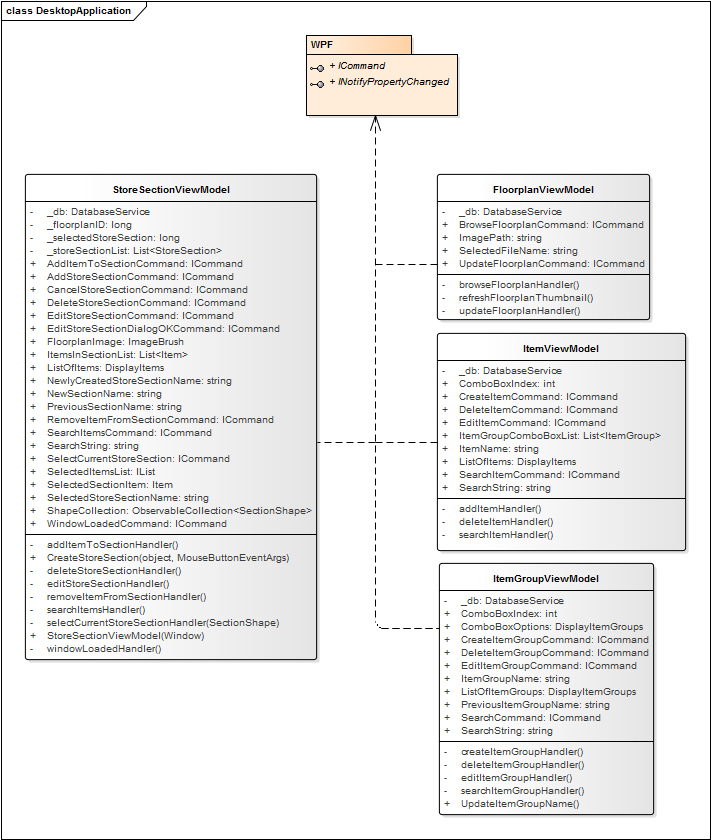 class DesktopApplication
WPF
+ ICommand
+ INotifyPropertyChanged
StoreSectionViewModel
- _db: DatabaseService
- _floorplanID: long
- _selectedStoreSection: long
- _storeSectionList: List<StoreSection>
+ AddItemToSectionCommand: ICommand
+ AddStoreSectionCommand: ICommand
+ CancelStoreSectionCommand: ICommand
+ DeleteStoreSectionCommand: ICommand
+ EditStoreSectionCommand: ICommand
+ EditStoreSectionDialogOKCommand: ICommand
+ FloorplanImage: ImageBrush
+ ItemsInSectionList: List<Item>
+ ListOfItems: DisplayItems
+ NewlyCreatedStoreSectionName: string
+ NewSectionName: string
+ PreviousSectionName: string
+ RemoveItemFromSectionCommand: ICommand
+ SearchItemsCommand: ICommand
+ SearchString: string
+ SelectCurrentStoreSection: ICommand
+ SelectedItemsList: IList
+ SelectedSectionItem: Item
+ SelectedStoreSectionName: string
+ ShapeCollection: ObservableCollection<SectionShape>
+ WindowLoadedCommand: ICommand
- addItemToSectionHandler()
+ CreateStoreSection(object, MouseButtonEventArgs)
- deleteStoreSectionHandler()
- editStoreSectionHandler()
- removeItemFromSectionHandler()
- searchItemsHandler()
- selectCurrentStoreSectionHandler(SectionShape)
+ StoreSectionViewModel(Window)
- windowLoadedHandler()
FloorplanViewModel
- _db: DatabaseService
+ BrowseFloorplanCommand: ICommand
+ ImagePath: string
+ SelectedFileName: string
+ UpdateFloorplanCommand: ICommand
- browseFloorplanHandler()
- refreshFloorplanThumbnail()
- updateFloorplanHandler()
ItemViewModel
- _db: DatabaseService
+ ComboBoxIndex: int
+ CreateItemCommand: ICommand
+ DeleteItemCommand: ICommand
+ EditItemCommand: ICommand
+ ItemGroupComboBoxList: List<ItemGroup>
+ ItemName: string
+ ListOfItems: DisplayItems
+ SearchItemCommand: ICommand
+ SearchString: string
- addItemHandler()
- deleteItemHandler()
- searchItemHandler()
ItemGroupViewModel
- _db: DatabaseService
+ ComboBoxIndex: int
+ ComboBoxOptions: DisplayItemGroups
+ CreateItemGroupCommand: ICommand
+ DeleteItemGroupCommand: ICommand
+ EditItemGroupCommand: ICommand
+ ItemGroupName: string
+ ListOfItemGroups: DisplayItemGroups
+ PreviousItemGroupName: string
+ SearchCommand: ICommand
+ SearchString: string
- createItemGroupHandler()
- deleteItemGroupHandler()
- editItemGroupHandler()
- searchItemGroupHandler()
+ UpdateItemGroupName()